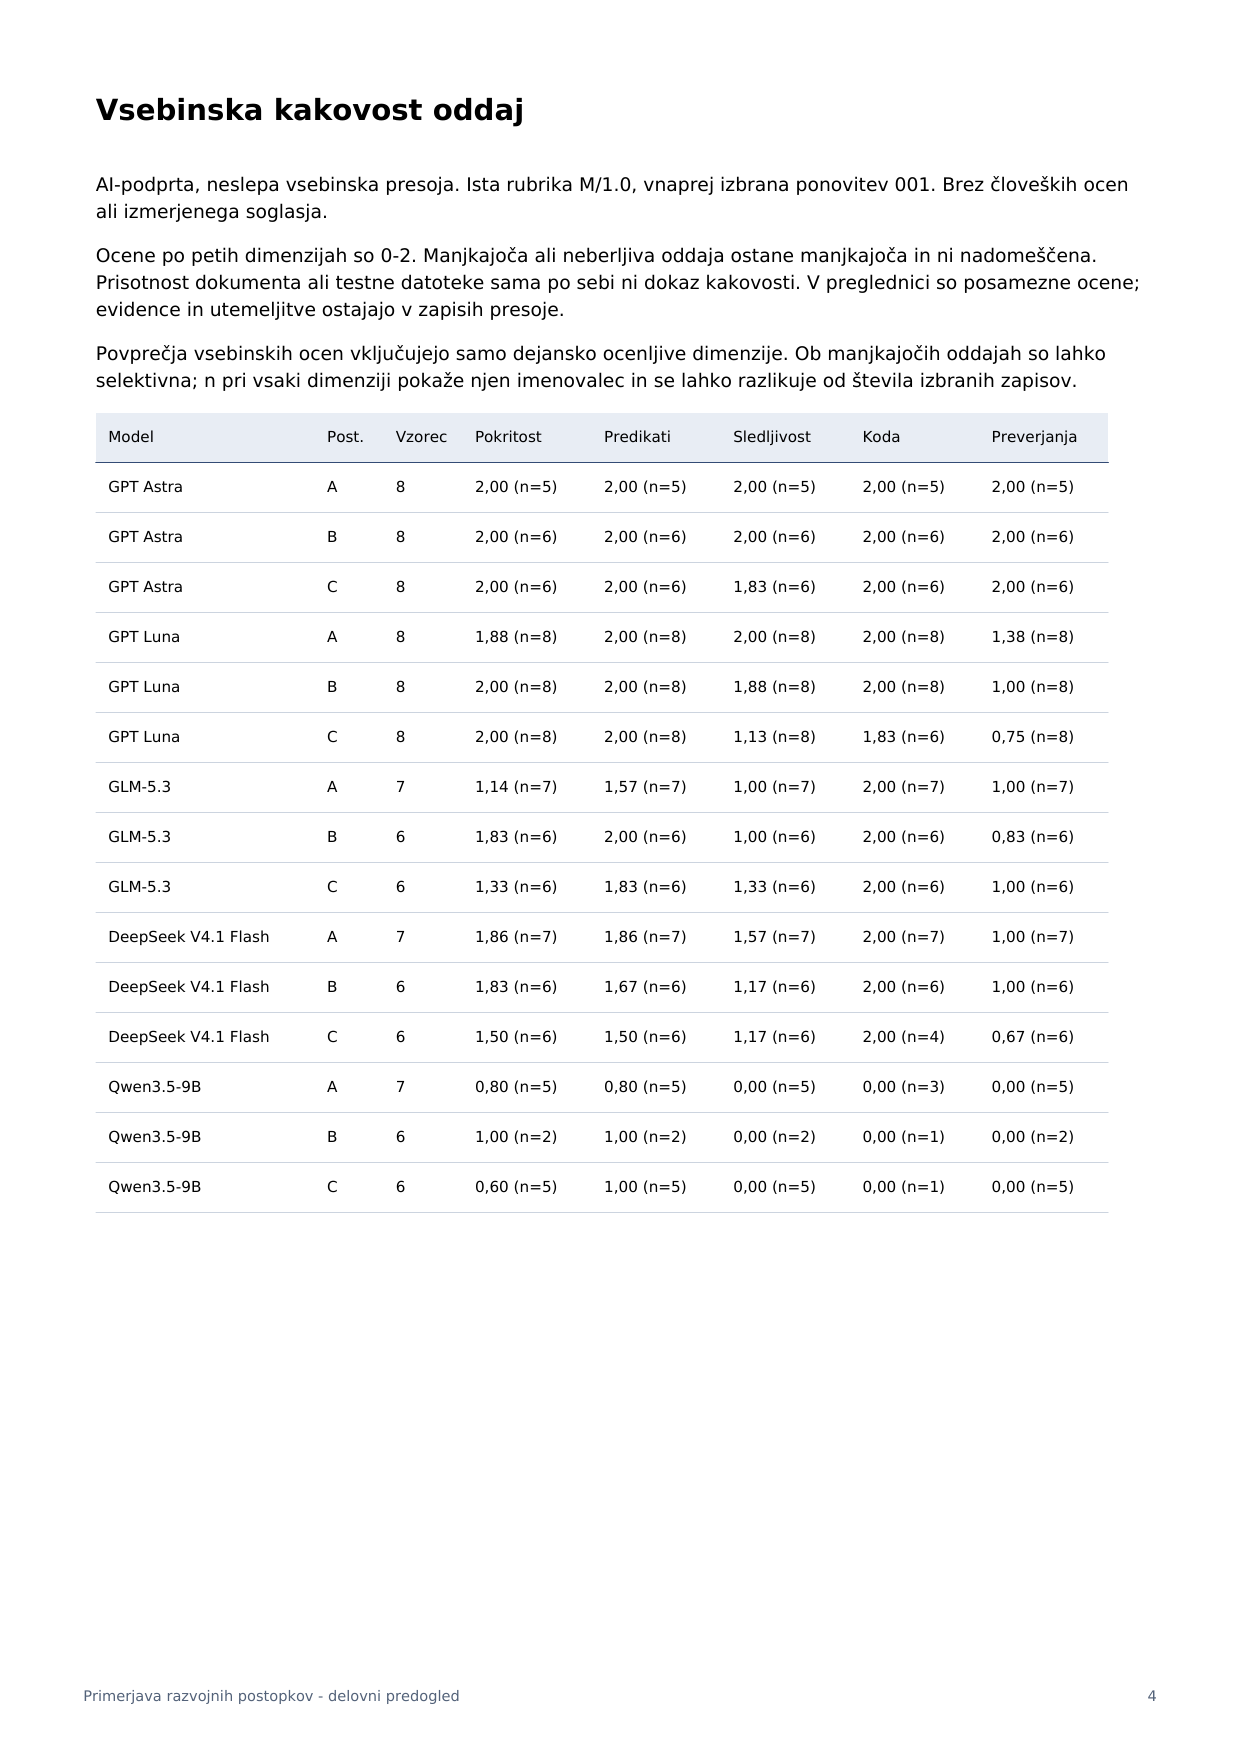 Vsebinska kakovost oddaj
AI-podprta, neslepa vsebinska presoja. Ista rubrika M/1.0, vnaprej izbrana ponovitev 001. Brez človeških ocen
ali izmerjenega soglasja.
Ocene po petih dimenzijah so 0-2. Manjkajoča ali neberljiva oddaja ostane manjkajoča in ni nadomeščena.
Prisotnost dokumenta ali testne datoteke sama po sebi ni dokaz kakovosti. V preglednici so posamezne ocene;
evidence in utemeljitve ostajajo v zapisih presoje.
Povprečja vsebinskih ocen vključujejo samo dejansko ocenljive dimenzije. Ob manjkajočih oddajah so lahko
selektivna; n pri vsaki dimenziji pokaže njen imenovalec in se lahko razlikuje od števila izbranih zapisov.
Model Post. Vzorec Pokritost Predikati Sledljivost Koda Preverjanja
GPT Astra A 8 2,00 (n=5) 2,00 (n=5) 2,00 (n=5) 2,00 (n=5) 2,00 (n=5)
GPT Astra B 8 2,00 (n=6) 2,00 (n=6) 2,00 (n=6) 2,00 (n=6) 2,00 (n=6)
GPT Astra C 8 2,00 (n=6) 2,00 (n=6) 1,83 (n=6) 2,00 (n=6) 2,00 (n=6)
GPT Luna A 8 1,88 (n=8) 2,00 (n=8) 2,00 (n=8) 2,00 (n=8) 1,38 (n=8)
GPT Luna B 8 2,00 (n=8) 2,00 (n=8) 1,88 (n=8) 2,00 (n=8) 1,00 (n=8)
GPT Luna C 8 2,00 (n=8) 2,00 (n=8) 1,13 (n=8) 1,83 (n=6) 0,75 (n=8)
GLM-5.3 A 7 1,14 (n=7) 1,57 (n=7) 1,00 (n=7) 2,00 (n=7) 1,00 (n=7)
GLM-5.3 B 6 1,83 (n=6) 2,00 (n=6) 1,00 (n=6) 2,00 (n=6) 0,83 (n=6)
GLM-5.3 C 6 1,33 (n=6) 1,83 (n=6) 1,33 (n=6) 2,00 (n=6) 1,00 (n=6)
DeepSeek V4.1 Flash A 7 1,86 (n=7) 1,86 (n=7) 1,57 (n=7) 2,00 (n=7) 1,00 (n=7)
DeepSeek V4.1 Flash B 6 1,83 (n=6) 1,67 (n=6) 1,17 (n=6) 2,00 (n=6) 1,00 (n=6)
DeepSeek V4.1 Flash C 6 1,50 (n=6) 1,50 (n=6) 1,17 (n=6) 2,00 (n=4) 0,67 (n=6)
Qwen3.5-9B A 7 0,80 (n=5) 0,80 (n=5) 0,00 (n=5) 0,00 (n=3) 0,00 (n=5)
Qwen3.5-9B B 6 1,00 (n=2) 1,00 (n=2) 0,00 (n=2) 0,00 (n=1) 0,00 (n=2)
Qwen3.5-9B C 6 0,60 (n=5) 1,00 (n=5) 0,00 (n=5) 0,00 (n=1) 0,00 (n=5)
Primerjava razvojnih postopkov - delovni predogled 4